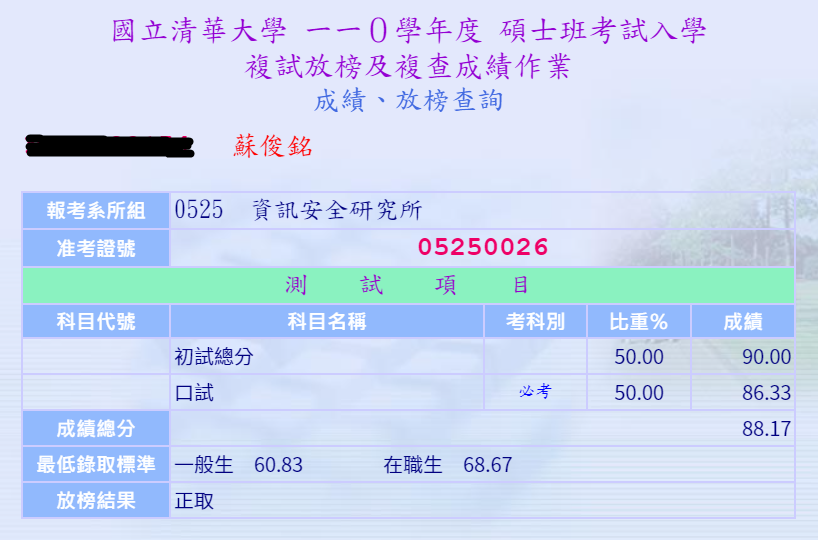 國立清華大學 一一０學年度 碩士班考試入學
複試放榜及複查成績作業
成績、放榜查詢
蘇俊銘
報考系所組 0525 資訊安全研究所
准考證號 05250026
測試項目
科目代號 科目名稱 考科別 比重% 成績
初試總分 50.00 90.00
口試 必考 50.00 86.33
成績總分 88.17
最低錄取標準 一般生 60.83 在職生 68.67
放榜結果 正取